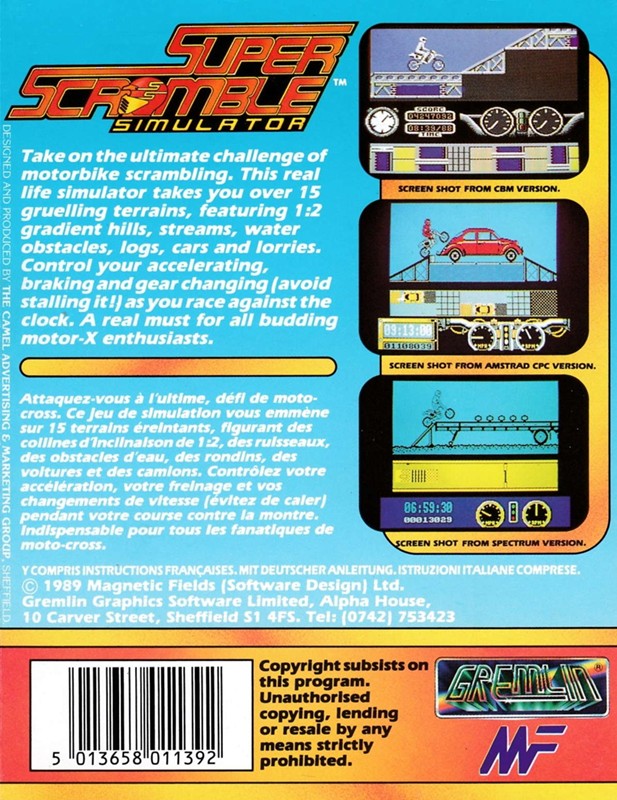 SUPER
SCRAMBLE
SIMULATOR
™
Take on the ultimate challenge of
motorbike scrambling. This real
life simulator takes you over 15
gruelling terrains, featuring 1:2
gradient hills, streams, water
obstacles, logs, cars and lorries.
Control your accelerating,
braking and gear changing (avoid
stalling it!) as you race against the
clock. A real must for all budding
motor-X enthusiasts.
Attaquez-vous à l'ultime, défi de moto-
cross. Ce jeu de simulation vous emmène
sur 15 terrains éreintants, figurant des
collines d'inclinaison de 1:2, des ruisseaux,
des obstacles d'eau, des rondins, des
voitures et des camions. Contrôlez votre
accélération, votre freinage et vos
changements de vitesse (évitez de caler)
pendant votre course contre la montre.
Indispensable pour tous les fanatiques de
moto-cross.
SCORE
04247092
08:39/88
TIME
SCREEN SHOT FROM CBM VERSION.
09:13:00
01108039
SCREEN SHOT FROM AMSTRAD CPC VERSION.
06:59:30
00013029
SCREEN SHOT FROM SPECTRUM VERSION.
Y COMPRIS INSTRUCTIONS FRANÇAISES. MIT DEUTSCHER ANLEITUNG. ISTRUZIONI ITALIANE COMPRESE.
© 1989 Magnetic Fields (Software Design) Ltd.
Gremlin Graphics Software Limited, Alpha House,
10 Carver Street, Sheffield S1 4FS. Tel: (0742) 753423
DESIGNED AND PRODUCED BY THE CAMEL ADVERTISING & MARKETING GROUP, SHEFFIELD.
5 013658 011392
Copyright subsists on
this program.
Unauthorised
copying, lending
or resale by any
means strictly
prohibited.
GREMLIN®
MF